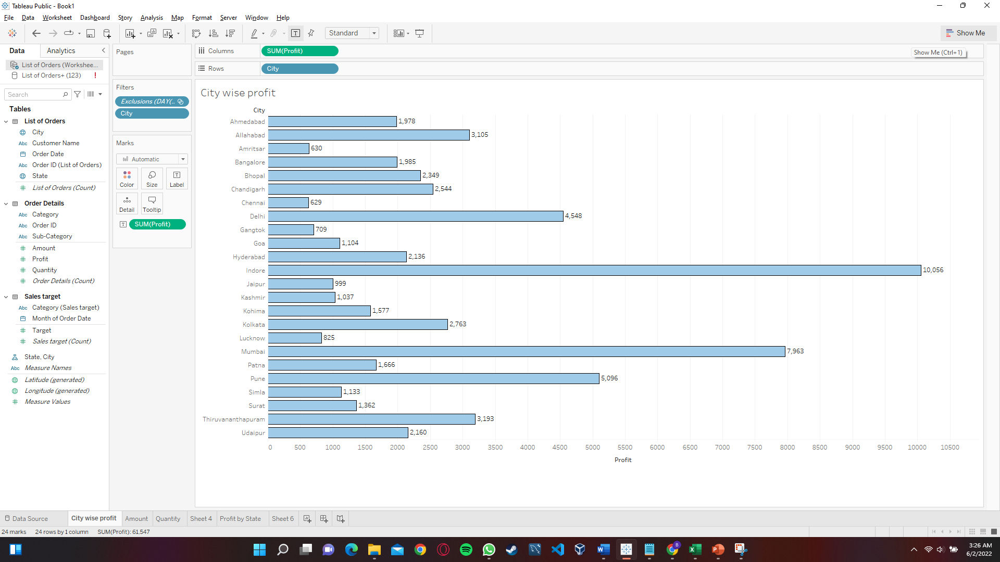 Tableau Public - Book1
File Data Worksheet Dashboard Story Analysis Map Format Server Window Help
Standard
Show Me
Show Me (Ctrl+1)
Data Analytics
List of Orders (Workshee...
List of Orders+ (123) !
Search
Tables
List of Orders
City
Abc Customer Name
Order Date
Abc Order ID (List of Orders)
State
# List of Orders (Count)
Order Details
Abc Category
Abc Order ID
Abc Sub-Category
# Amount
# Profit
# Quantity
# Order Details (Count)
Sales target
Abc Category (Sales target)
Month of Order Date
# Target
# Sales target (Count)
State, City
Abc Measure Names
Latitude (generated)
Longitude (generated)
# Measure Values
Pages
Filters
Exclusions (DAY(..
City
Marks
Automatic
Color Size Label
Detail Tooltip
SUM(Profit)
Columns SUM(Profit)
Rows City
City wise profit
City
Ahmedabad 1,978
Allahabad 3,105
Amritsar 630
Bangalore 1,985
Bhopal 2,349
Chandigarh 2,544
Chennai 629
Delhi 4,548
Gangtok 709
Goa 1,104
Hyderabad 2,136
Indore 10,056
Jaipur 999
Kashmir 1,037
Kohima 1,577
Kolkata 2,763
Lucknow 825
Mumbai 7,963
Patna 1,666
Pune 5,096
Simla 1,133
Surat 1,362
Thiruvananthapuram 3,193
Udaipur 2,160
0 500 1000 1500 2000 2500 3000 3500 4000 4500 5000 5500 6000 6500 7000 7500 8000 8500 9000 9500 10000 10500
Profit
Data Source City wise profit Amount Quantity Sheet 4 Profit by State Sheet 6
24 marks 24 rows by 1 column SUM(Profit): 61,547
3:26 AM
6/2/2022